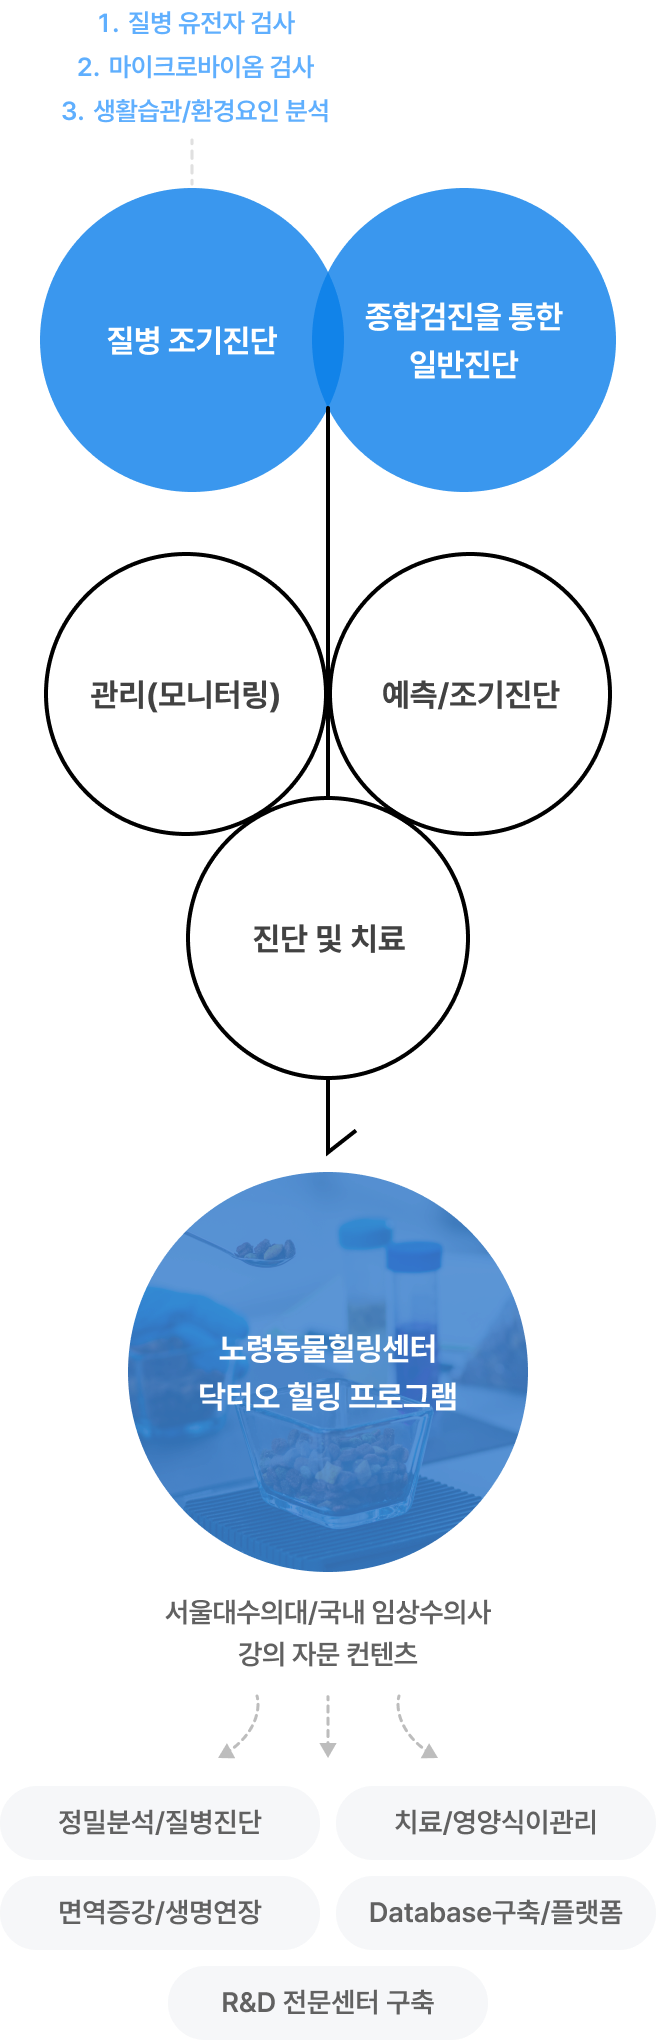 1. 질병 유전자 검사
2. 마이크로바이옴 검사
3. 생활습관/환경요인 분석
질병 조기진단
종합검진을 통한
일반진단
관리(모니터링)
예측/조기진단
진단 및 치료
노령동물힐링센터
닥터오 힐링 프로그램
서울대수의대/국내 임상수의사
강의 자문 컨텐츠
정밀분석/질병진단
치료/영양식이관리
면역증강/생명연장
Database구축/플랫폼
R&D 전문센터 구축